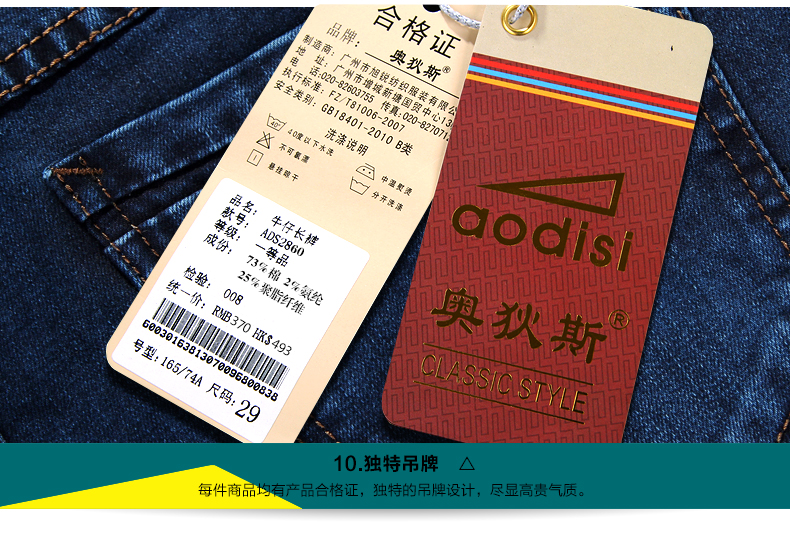 合格证
品牌: 奥狄斯®
制造商: 广州市旭锐纺织服装有限公
地 址: 广州市增城新塘国贸中心13
电 话:020-82603755 传真:020-827071
执行标准: FZ/T81006-2007
安全类别: GB18401-2010 B类
洗涤说明
40度以下水洗
不可氯漂
悬挂晾干
中温熨烫
分开洗涤
品名: 牛仔长裤
款号: ADS2860
等级: 一等品
成份: 73%棉 2%氨纶
25%聚脂纤维
检验: 008
统一价: RMB370 HK$493
60030163813070096800838
号型: 165/74A 尺码: 29
aodisi
奥狄斯®
CLASSIC STYLE
10.独特吊牌 △
每件商品均有产品合格证，独特的吊牌设计，尽显高贵气质。